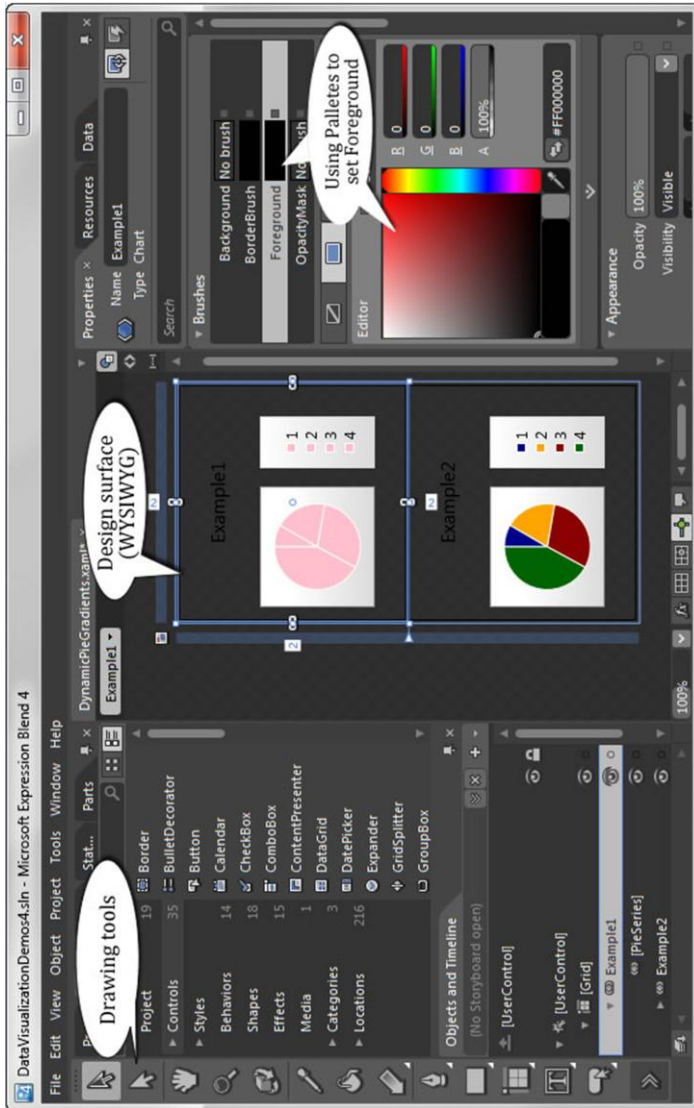 DataVisualizationDemos4.sln - Microsoft Expression Blend 4
File Edit View Object Project Tools Window Help
Drawing tools
Stat...
Parts
Project 19
Controls 35
Styles
Behaviors 14
Shapes 18
Effects 15
Media 1
Categories 3
Locations 216
Border
BulletDecorator
Button
Calendar
CheckBox
ComboBox
ContentPresenter
DataGrid
DatePicker
Expander
GridSplitter
GroupBox
Objects and Timeline
(No Storyboard open)
[UserControl]
[UserControl]
[Grid]
Example1
[PieSeries]
Example2
DynamicPieGradients.xaml*
Example1
Design surface
(WYSIWYG)
2
2
2
Example1
1
2
3
4
Example2
1
2
3
4
100%
fx
Properties
Resources
Data
Name Example1
Type Chart
Search
Brushes
Background No brush
BorderBrush
Foreground
OpacityMask
Using Palletes to
set Foreground
Editor
R 0
G 0
B 0
A 100%
#FF000000
Appearance
Opacity 100%
Visibility Visible